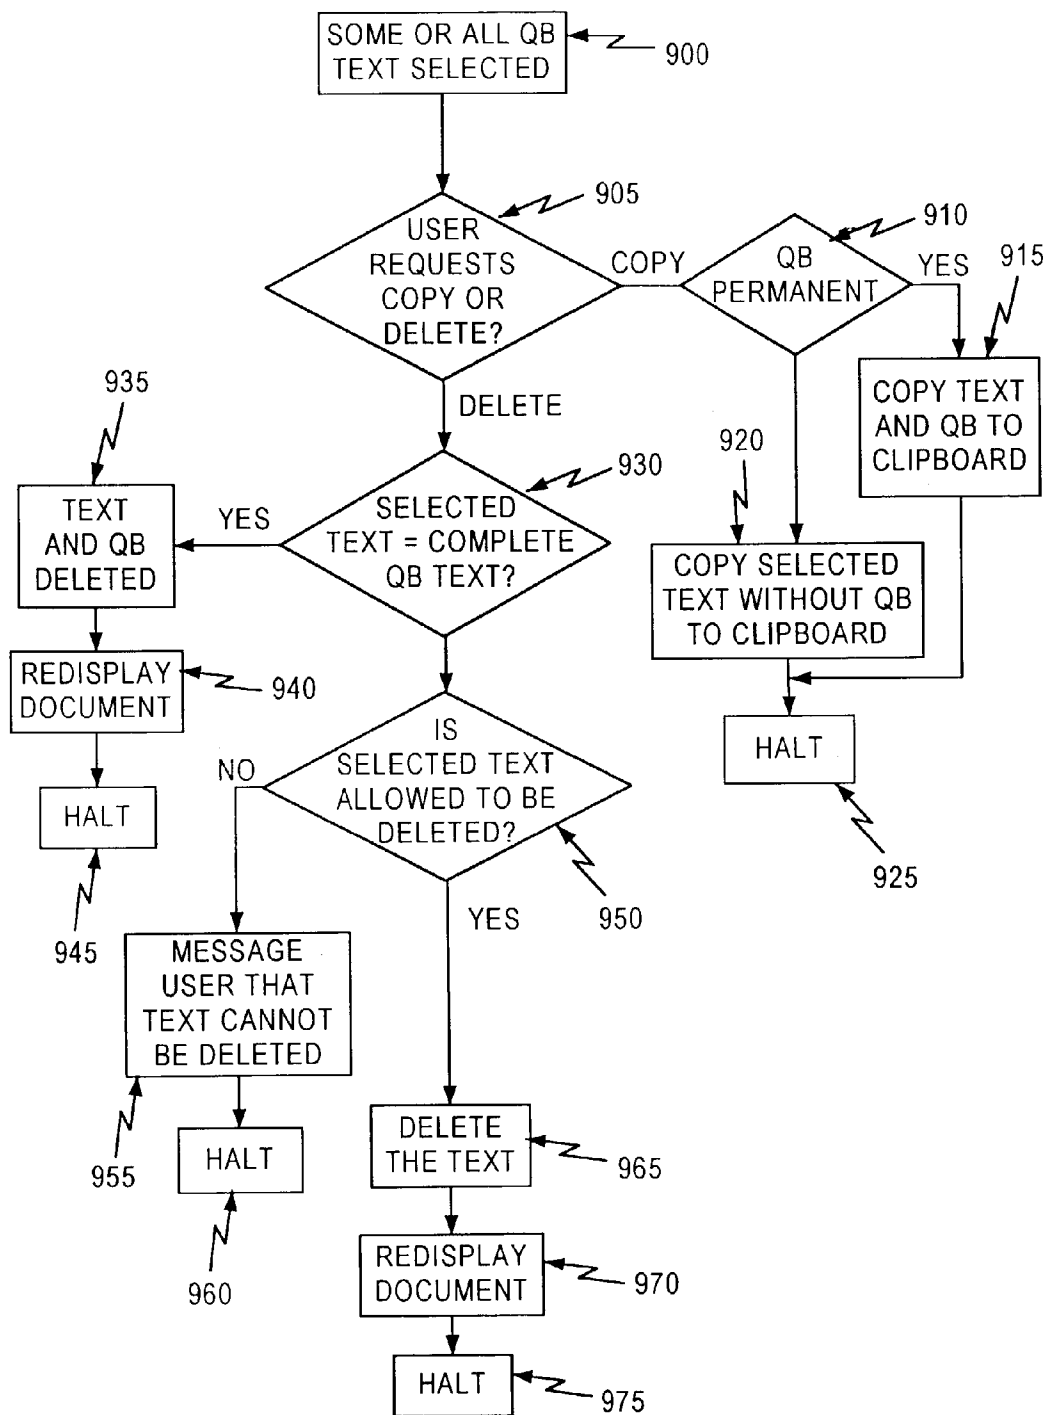 SOME OR ALL QB
TEXT SELECTED
900
905
USER
REQUESTS
COPY OR
DELETE?
COPY
910
QB
PERMANENT
YES
915
COPY TEXT
AND QB TO
CLIPBOARD
DELETE
935
TEXT
AND QB
DELETED
YES
930
SELECTED
TEXT = COMPLETE
QB TEXT?
920
COPY SELECTED
TEXT WITHOUT QB
TO CLIPBOARD
REDISPLAY
DOCUMENT
940
HALT
925
HALT
945
IS
SELECTED TEXT
ALLOWED TO BE
DELETED?
NO
950
YES
MESSAGE
USER THAT
TEXT CANNOT
BE DELETED
955
HALT
960
DELETE
THE TEXT
965
REDISPLAY
DOCUMENT
970
HALT
975